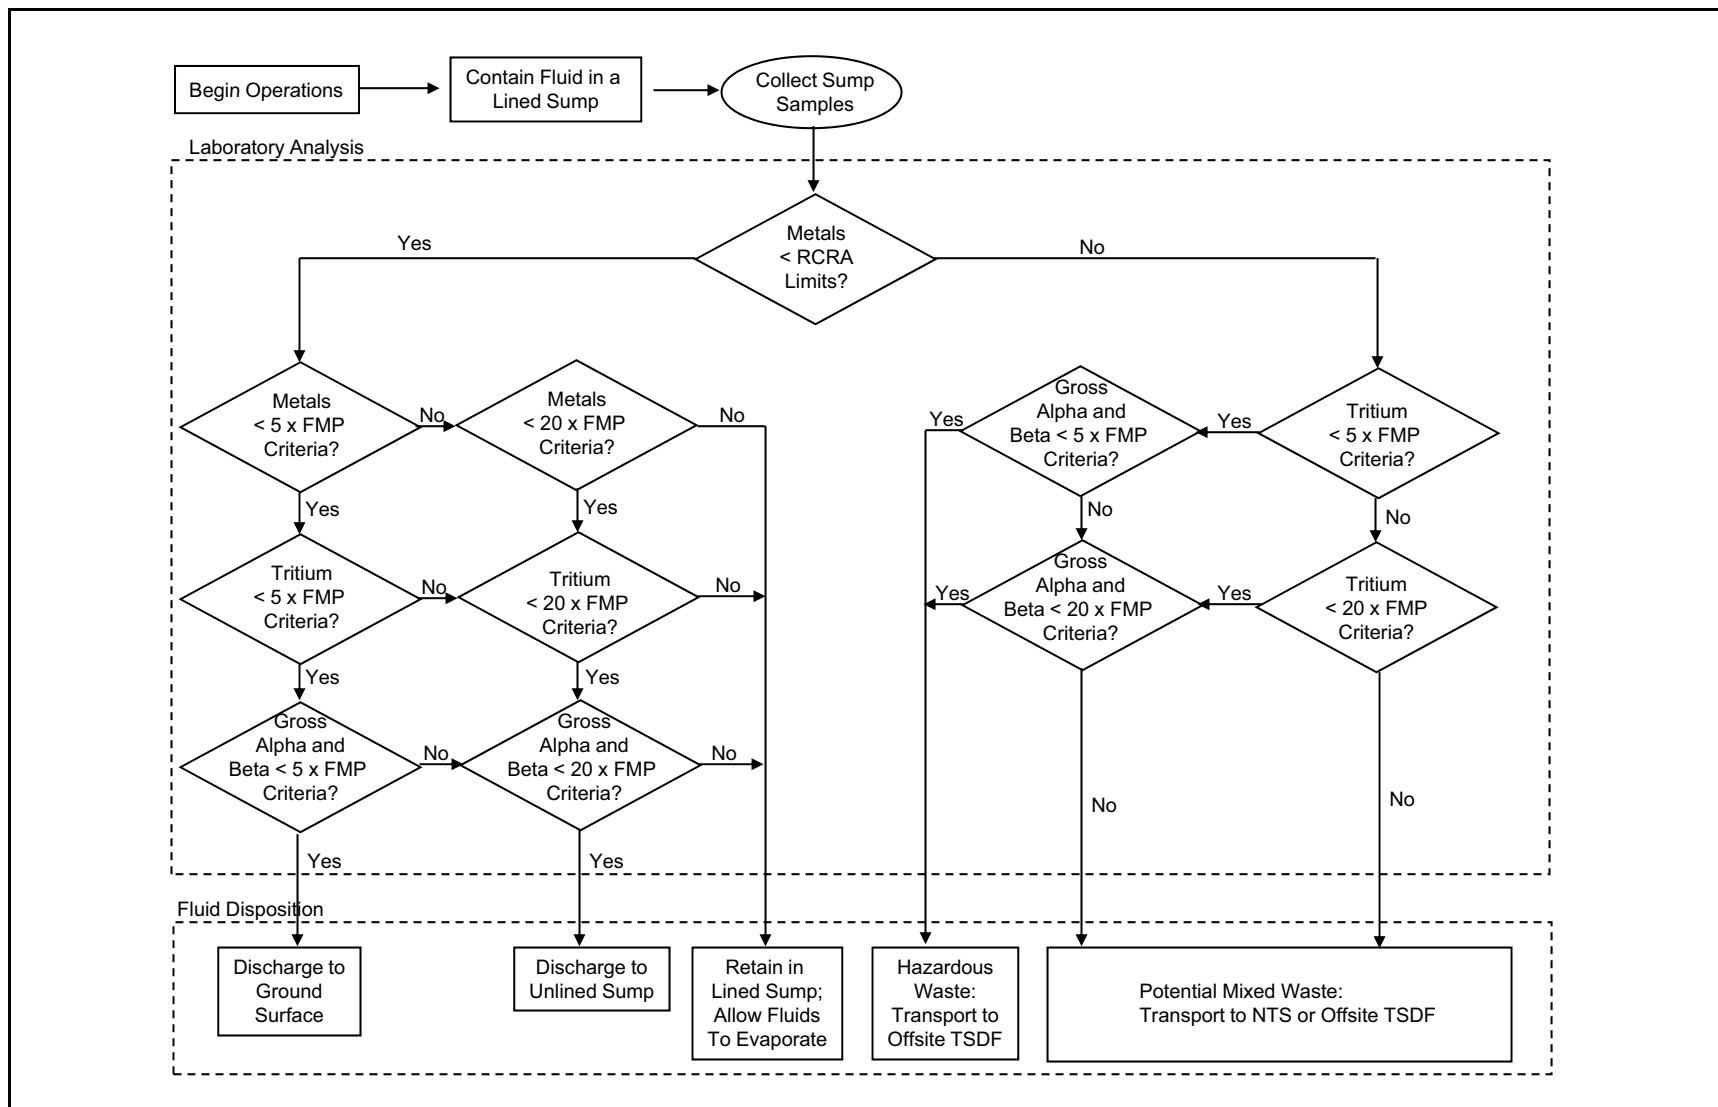 Begin Operations
Contain Fluid in a
Lined Sump
Collect Sump
Samples
Laboratory Analysis
Metals
< RCRA
Limits?
Yes
No
Metals
< 5 x FMP
Criteria?
No
Metals
< 20 x FMP
Criteria?
No
Yes
Gross
Alpha and
Beta < 5 x FMP
Criteria?
Yes
Tritium
< 5 x FMP
Criteria?
Yes
Yes
No
No
Tritium
< 5 x FMP
Criteria?
No
Tritium
< 20 x FMP
Criteria?
No
Yes
Gross
Alpha and
Beta < 20 x FMP
Criteria?
Yes
Tritium
< 20 x FMP
Criteria?
Yes
Yes
Gross
Alpha and
Beta < 5 x FMP
Criteria?
No
Gross
Alpha and
Beta < 20 x FMP
Criteria?
No
No
No
Yes
Yes
Fluid Disposition
Discharge to
Ground
Surface
Discharge to
Unlined Sump
Retain in
Lined Sump;
Allow Fluids
To Evaporate
Hazardous
Waste:
Transport to
Offsite TSDF
Potential Mixed Waste:
Transport to NTS or Offsite TSDF